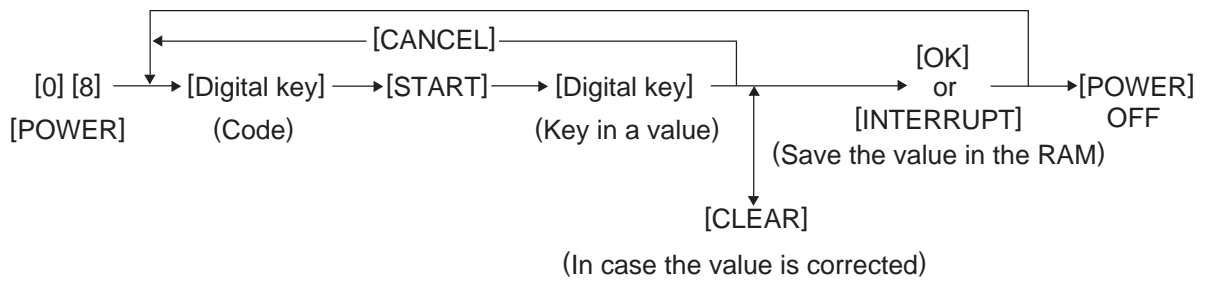 [CANCEL]
[0] [8] [Digital key] [START] [Digital key] [OK] or [INTERRUPT] [POWER] OFF
[POWER] (Code) (Key in a value) (Save the value in the RAM)
[CLEAR]
(In case the value is corrected)